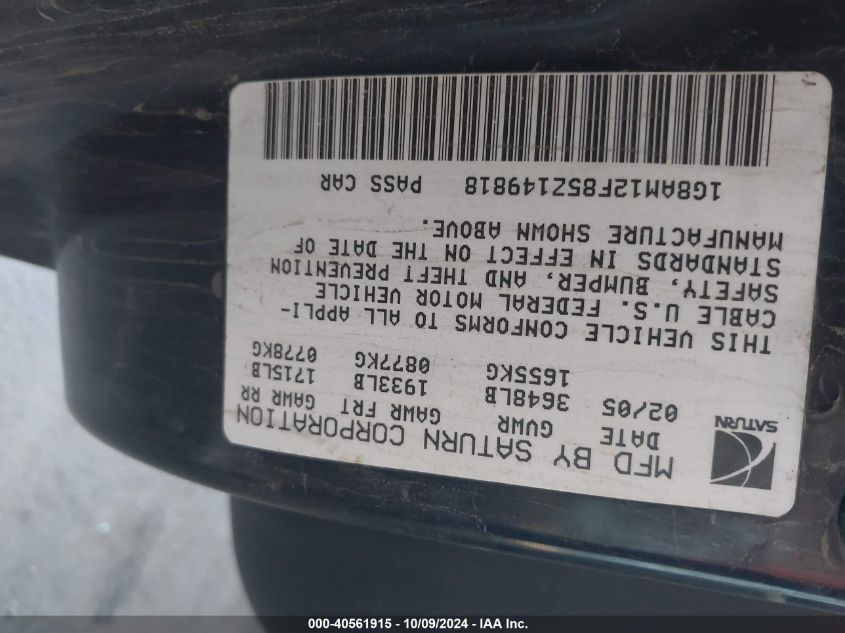 SATURN
MFD BY SATURN CORPORATION
DATE GVWR GAWR FRT GAWR RR
02/05 3648LB 1933LB 1715LB
1655KG 0877KG 0778KG
THIS VEHICLE CONFORMS TO ALL APPLI-
CABLE U.S. FEDERAL MOTOR VEHICLE
SAFETY, BUMPER, AND THEFT PREVENTION
STANDARDS IN EFFECT ON THE DATE OF
MANUFACTURE SHOWN ABOVE.
1G8AM12F85Z149818 PASS CAR
000-40561915 - 10/09/2024 - IAA Inc.